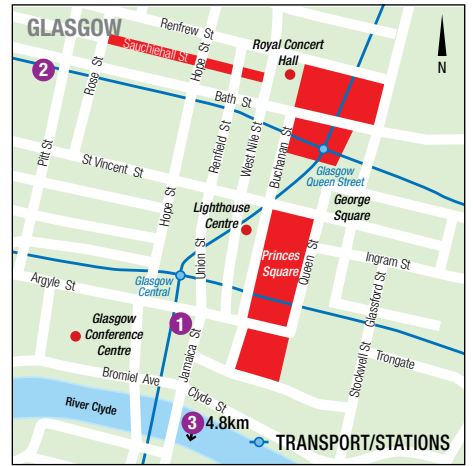 GLASGOW
Renfrew St
Sauchiehall St
Hope St
Royal Concert
Hall
N
2
Rose St
Bath St
Pitt St
St Vincent St
Renfield St
West Nile St
Buchanan St
Glasgow
Queen Street
George
Square
Hope St
Lighthouse
Centre
Union St
Princes
Square
Queen St
Ingram St
Argyle St
Glasgow
Central
Glassford St
1
Glasgow
Conference
Centre
Jamaica St
Stockwell St
Trongate
Bromiel Ave
Clyde St
River Clyde
3 4.8km
TRANSPORT/STATIONS